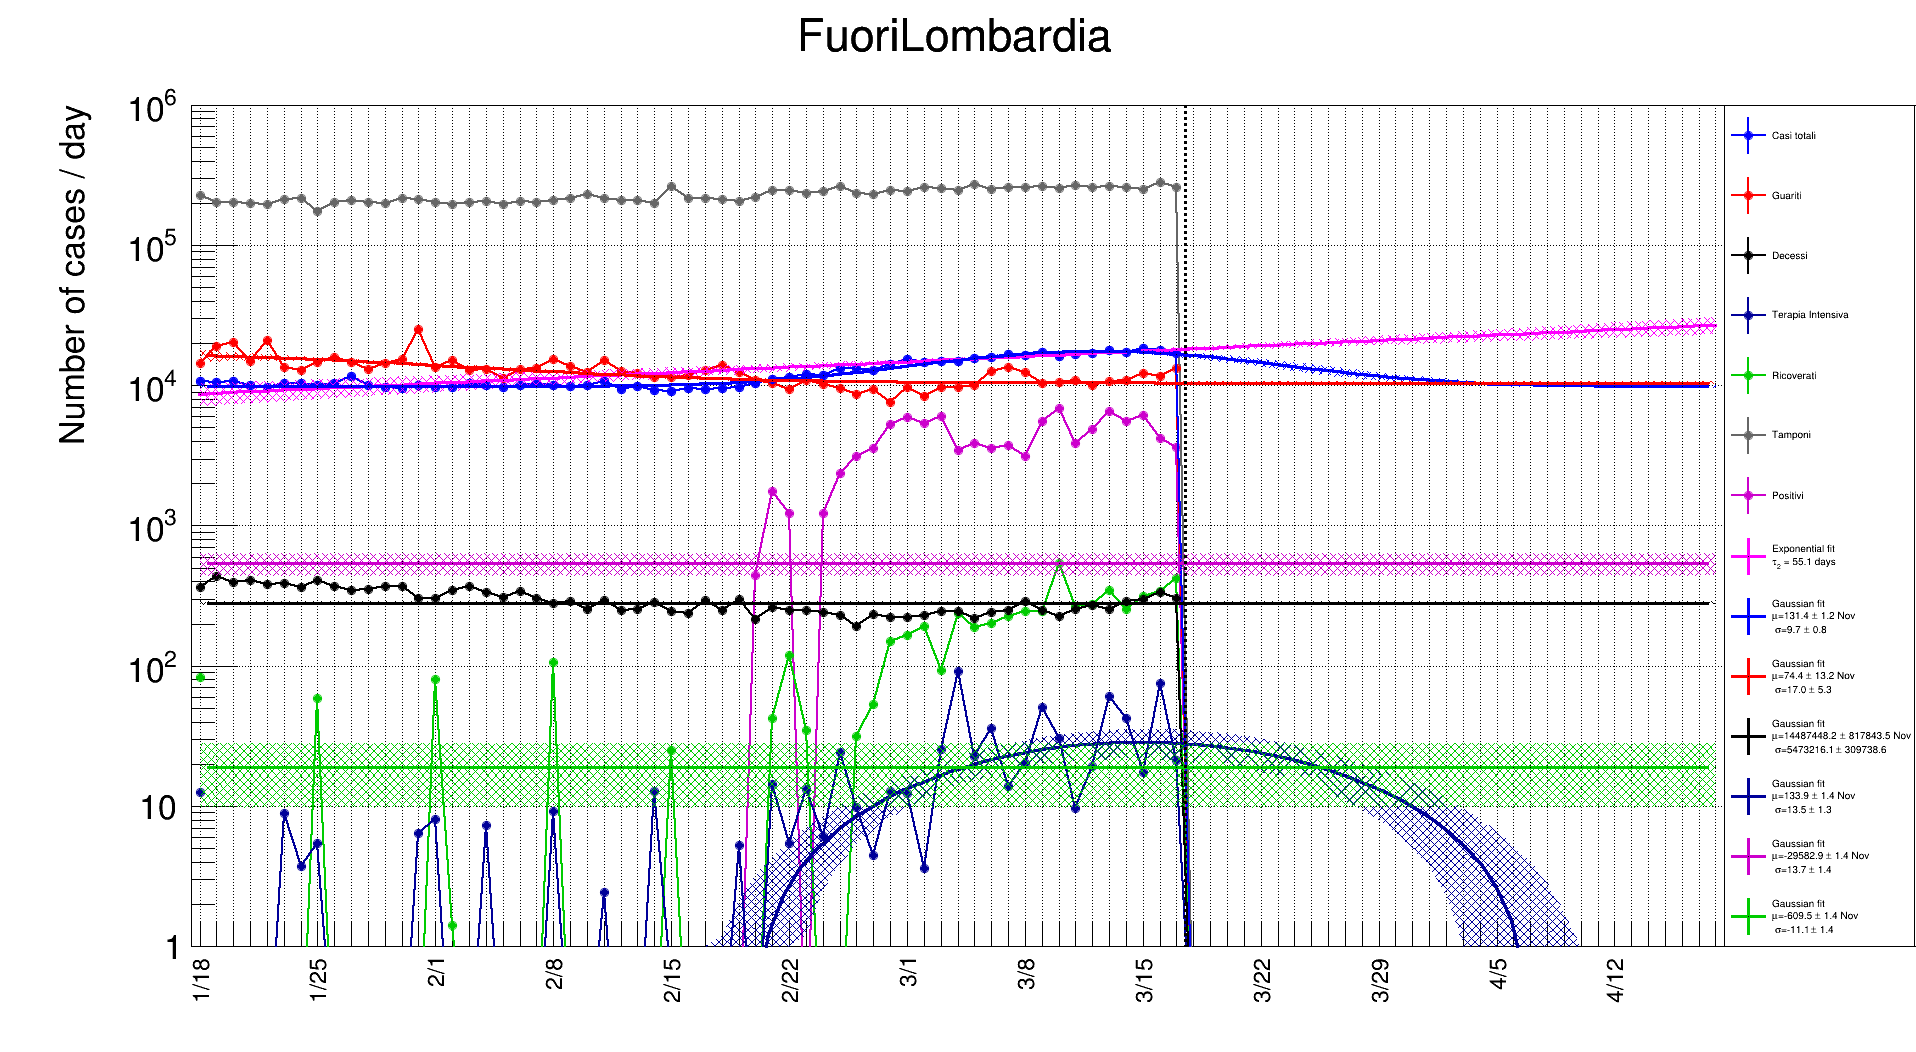 FuoriLombardia
Number of cases / day
10^6
10^5
10^4
10^3
10^2
10
1
1/18
1/25
2/1
2/8
2/15
2/22
3/1
3/8
3/15
3/22
3/29
4/5
4/12
Casi totali
Guariti
Decessi
Terapia Intensiva
Ricoverati
Tamponi
Positivi
Exponential fit
τ₂ = 55.1 days
Gaussian fit
μ=131.4 ± 1.2 Nov
σ=9.7 ± 0.8
Gaussian fit
μ=74.4 ± 13.2 Nov
σ=17.0 ± 5.3
Gaussian fit
μ=14487448.2 ± 817843.5 Nov
σ=5473216.1 ± 309738.6
Gaussian fit
μ=133.9 ± 1.4 Nov
σ=13.5 ± 1.3
Gaussian fit
μ=-29582.9 ± 1.4 Nov
σ=13.7 ± 1.4
Gaussian fit
μ=-609.5 ± 1.4 Nov
σ=-11.1 ± 1.4